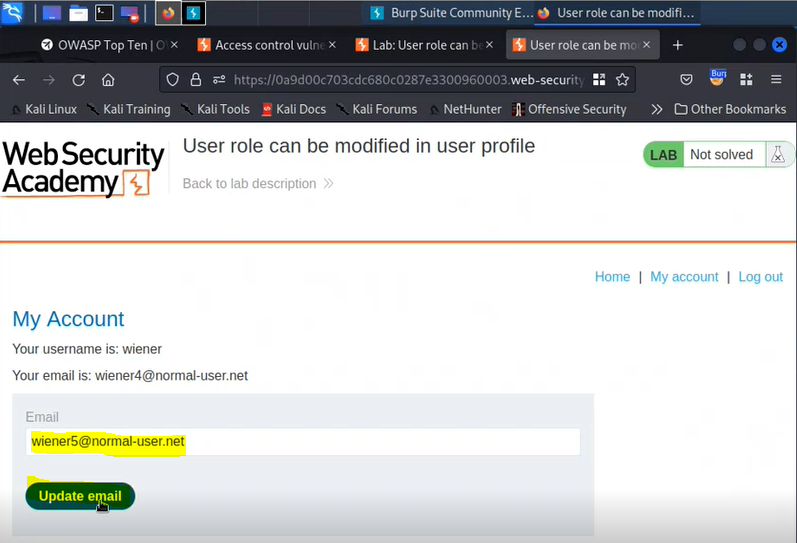 Burp Suite Community E...
User role can be modifi...
OWASP Top Ten | O
Access control vulne
Lab: User role can be
User role can be mo
https://0a9d00c703cdc680c0287e3300960003.web-security
Burp
Kali Linux
Kali Training
Kali Tools
Kali Docs
Kali Forums
NetHunter
Offensive Security
Other Bookmarks
WebSecurity
Academy
User role can be modified in user profile
Back to lab description
LAB
Not solved
Home | My account | Log out
My Account
Your username is: wiener
Your email is: wiener4@normal-user.net
Email
wiener5@normal-user.net
Update email